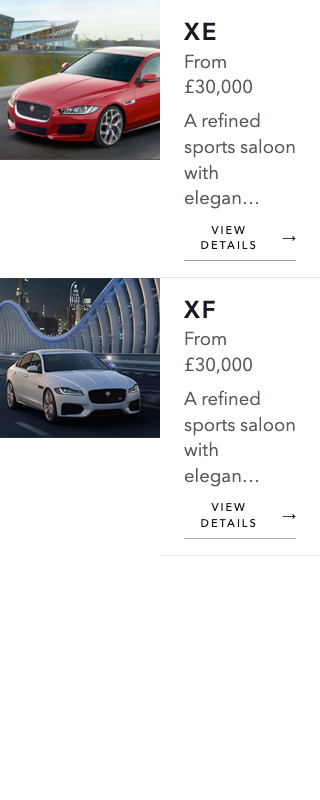 XE
From
£30,000
A refined
sports saloon
with
elegan…
VIEW
DETAILS →
XF
From
£30,000
A refined
sports saloon
with
elegan…
VIEW
DETAILS →